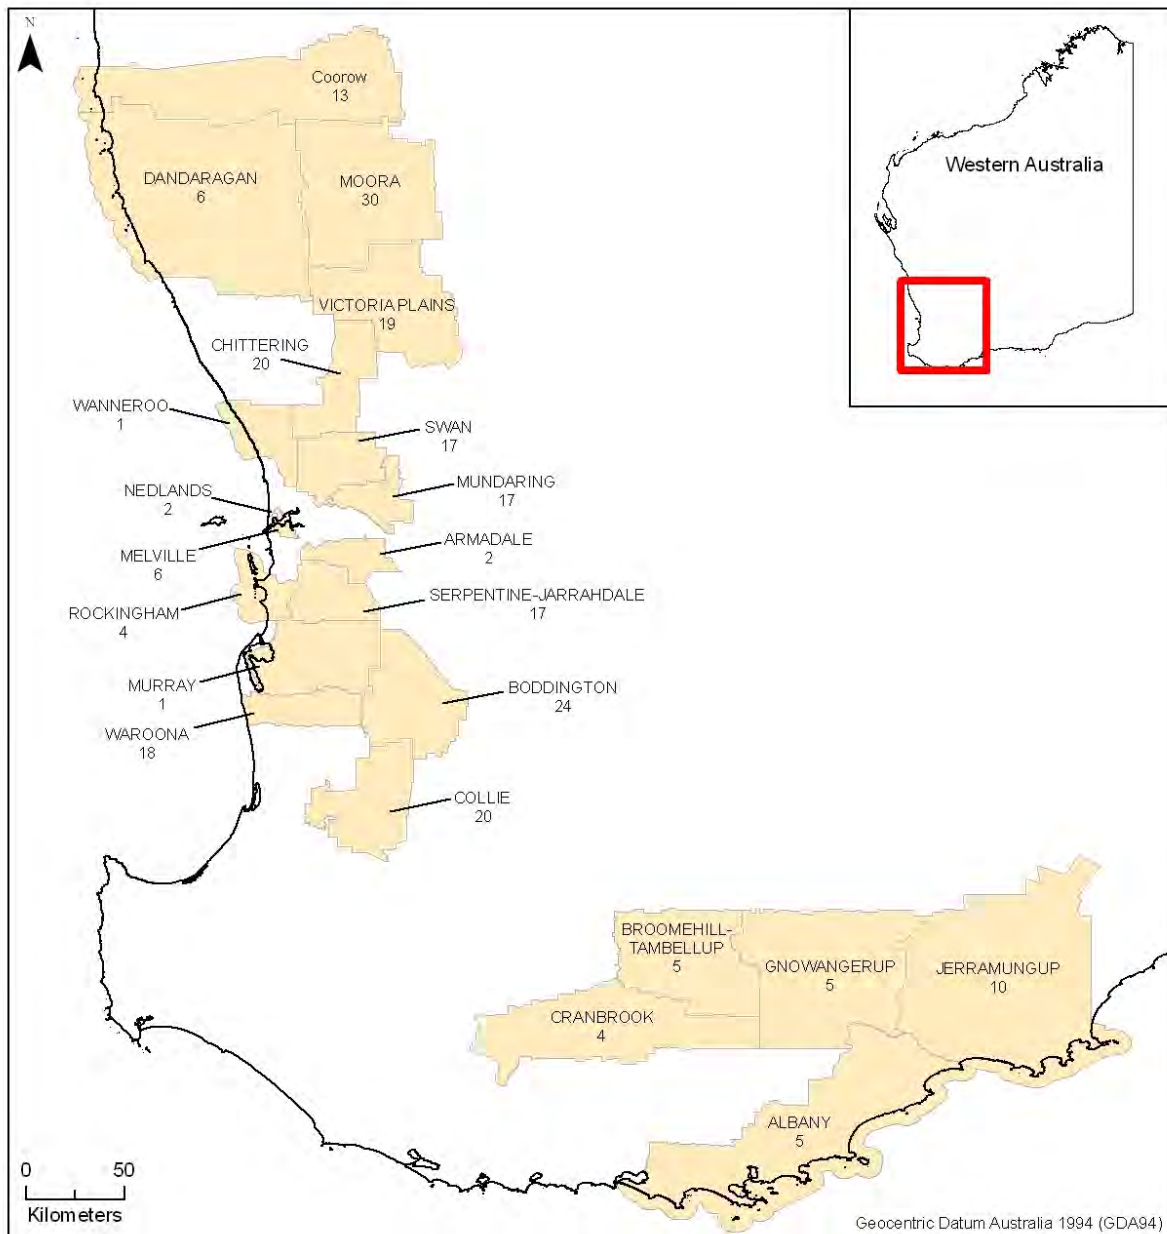 N
Coorow
13
DANDARAGAN
6
MOORA
30
Western Australia
VICTORIA PLAINS
19
CHITTERING
20
WANNEROO
1
SWAN
17
NEDLANDS
2
MUNDARING
17
MELVILLE
6
ARMADALE
2
ROCKINGHAM
4
SERPENTINE-JARRAHDALE
17
MURRAY
1
BODDINGTON
24
WAROONA
18
COLLIE
20
BROOMEHILL-
TAMBELLUP
5
GNOWANGERUP
5
JERRAMUNGUP
10
CRANBROOK
4
ALBANY
5
0 50
Kilometers
Geocentric Datum Australia 1994 (GDA94)